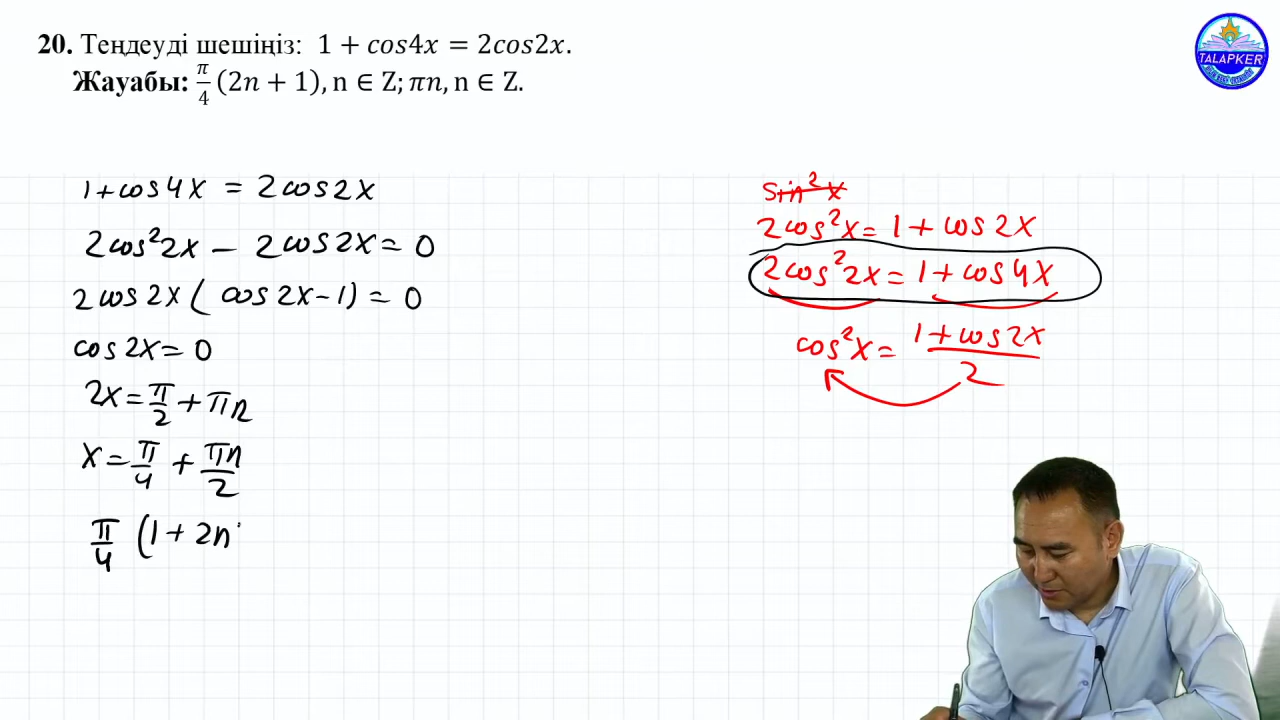 20. Теңдеуді шешіңіз: 1 + cos4x = 2cos2x.
Жауабы: π/4 (2n + 1), n ∈ Z; πn, n ∈ Z.
TALAPKER
1+cos4x = 2cos2x
2cos²2x − 2cos2x = 0
2cos2x ( cos2x−1) = 0
cos2x = 0
2x = π/2 + πn
x = π/4 + πn/2
π/4 (1 + 2n
sin²x
2cos²x = 1 + cos2x
2cos²2x = 1 + cos4x
cos²x = 1 + cos2x / 2